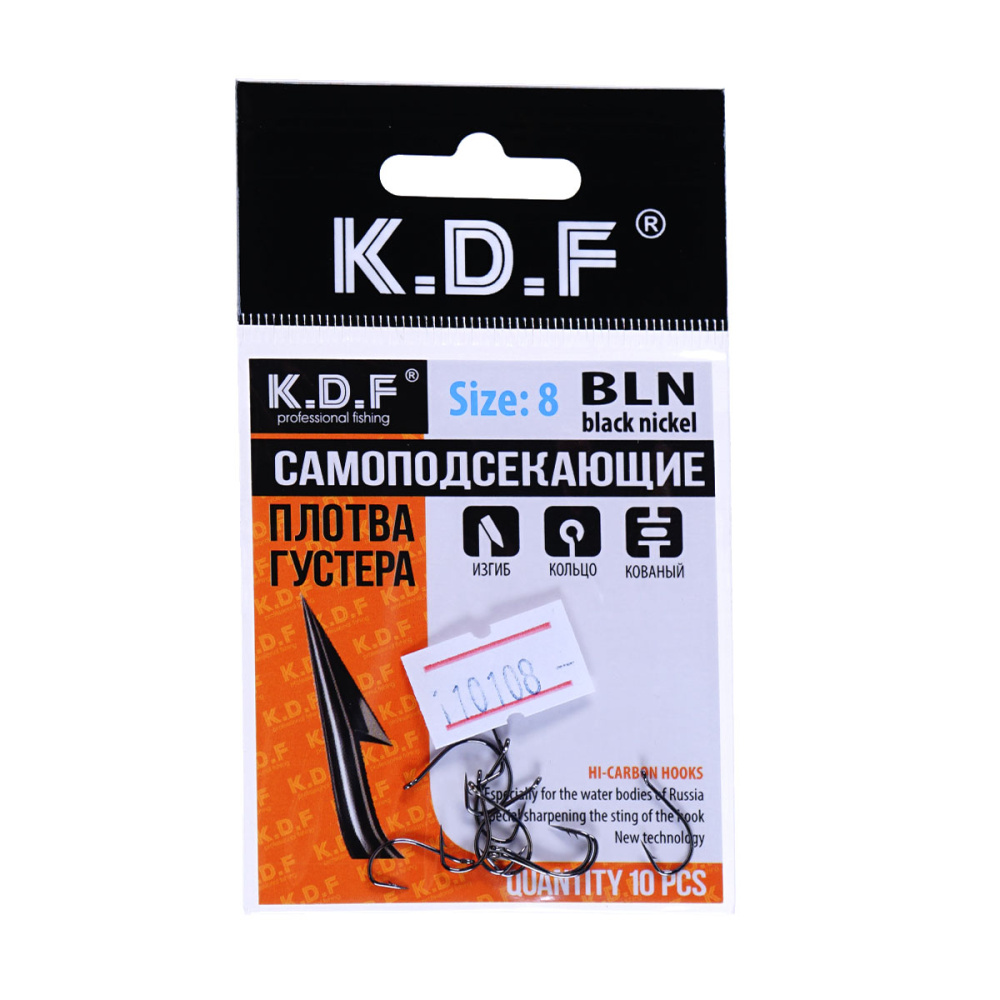 K.D.F ®
K.D.F ®
professional fishing
Size: 8
BLN
black nickel
САМОПОДСЕКАЮЩИЕ
ПЛОТВА
ГУСТЕРА
ИЗГИБ
КОЛЬЦО
КОВАНЫЙ
110108
HI-CARBON HOOKS
Especially for the water bodies of Russia
Special sharpening the sting of the hook
New technology
QUANTITY 10 PCS